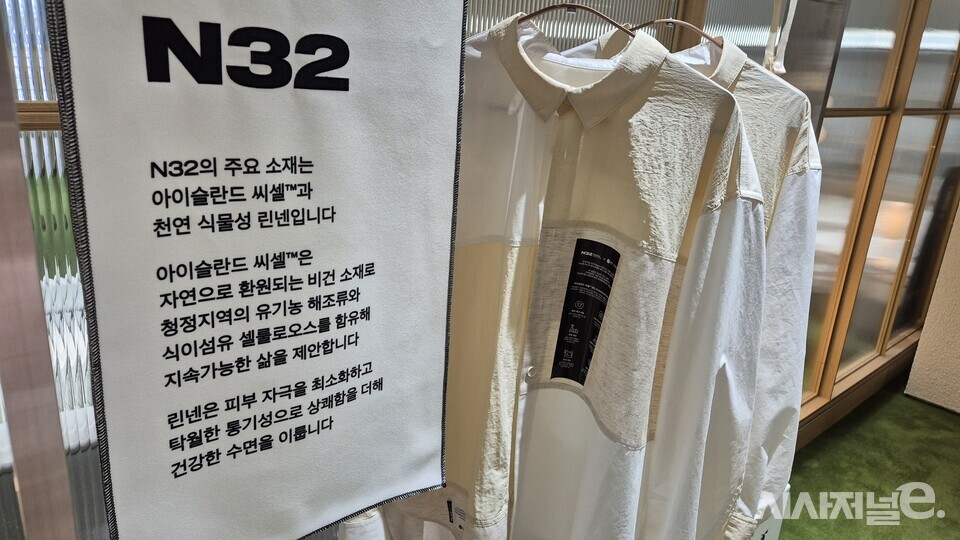 N32
N32의 주요 소재는
아이슬란드 씨셀™과
천연 식물성 린넨입니다
아이슬란드 씨셀™은
자연으로 환원되는 비건 소재로
청정지역의 유기농 해조류와
식이섬유 셀룰로오스를 함유해
지속가능한 삶을 제안합니다
린넨은 피부 자극을 최소화하고
탁월한 통기성으로 상쾌함을 더해
건강한 수면을 이룹니다
N32
시사저널e.